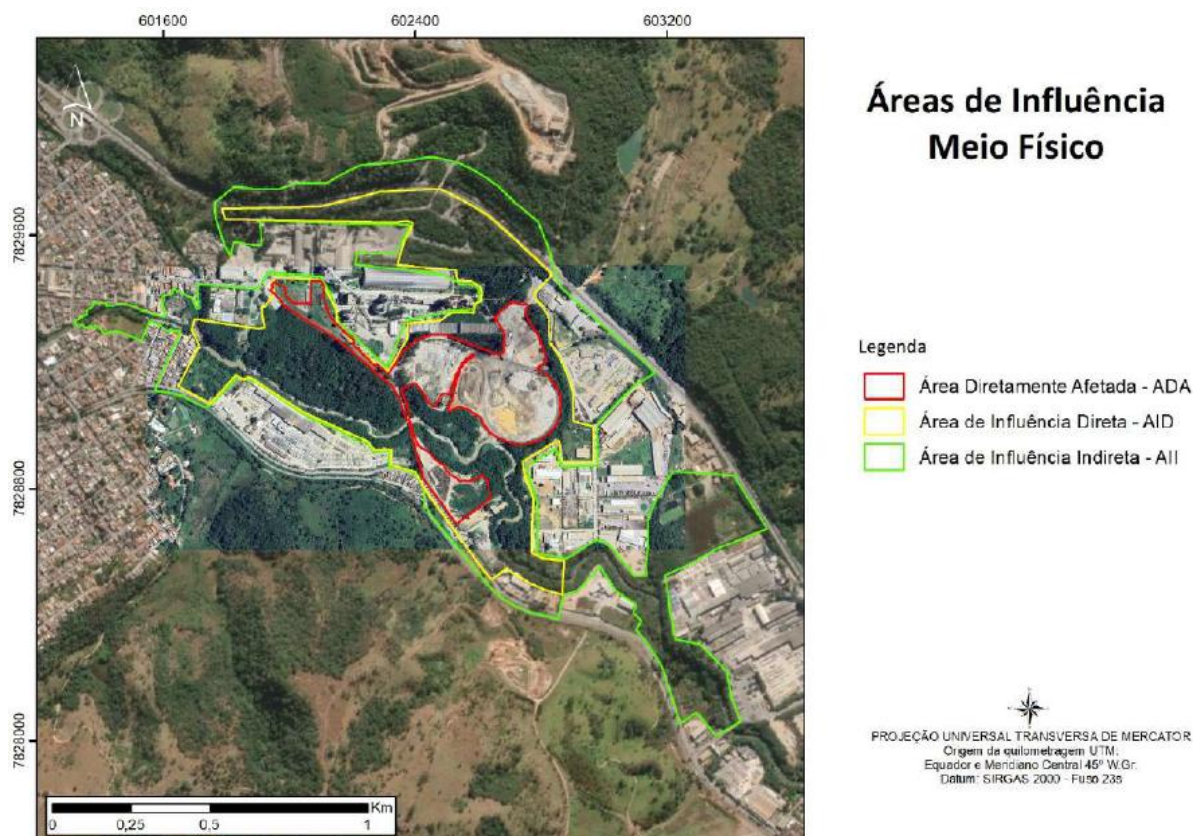 601600 602400 603200
Áreas de Influência
Meio Físico
N
7829600
Legenda
Área Diretamente Afetada - ADA
Área de Influência Direta - AID
Área de Influência Indireta - AII
7828800
7828000
PROJEÇÃO UNIVERSAL TRANSVERSA DE MERCATOR
Origem da quilometragem UTM:
Equador e Meridiano Central 45º W.Gr.
Datum: SIRGAS 2000 - Fuso 23s
Km
0 0,25 0,5 1